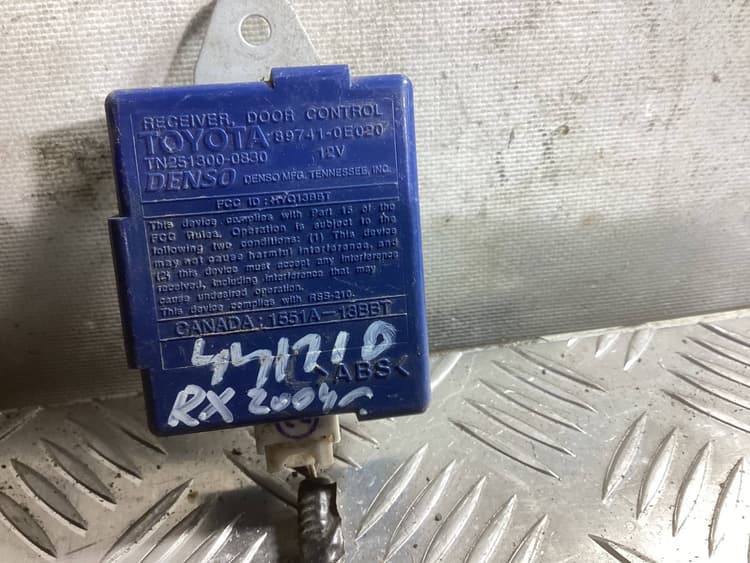 RECEIVER, DOOR CONTROL
TOYOTA 89741-0E020
TN251300-0830 12V
DENSO DENSO MFG. TENNESSEE, INC.
FCC ID : HYQ13BBT
This device complies with Part 15 of the
FCC Rules. Operation is subject to the
following two conditions: (1) This device
may not cause harmful interference, and
(2) this device must accept any interference
received, including interference that may
cause undesired operation.
This device complies with RSS-210.
CANADA : 1551A-13BBT
>ABS<
RX 2004